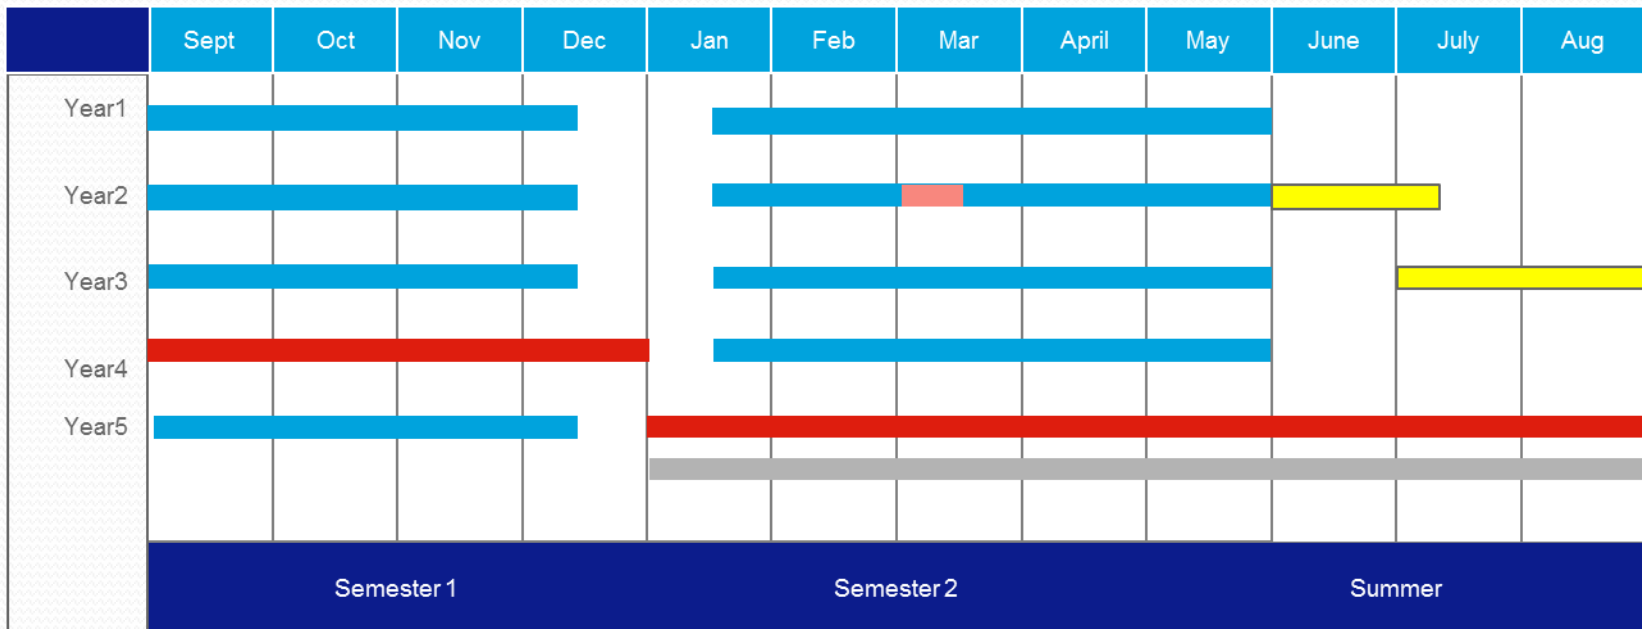 Sept Oct Nov Dec Jan Feb Mar April May June July Aug
Year1
Year2
Year3
Year4
Year5
Semester 1 Semester 2 Summer